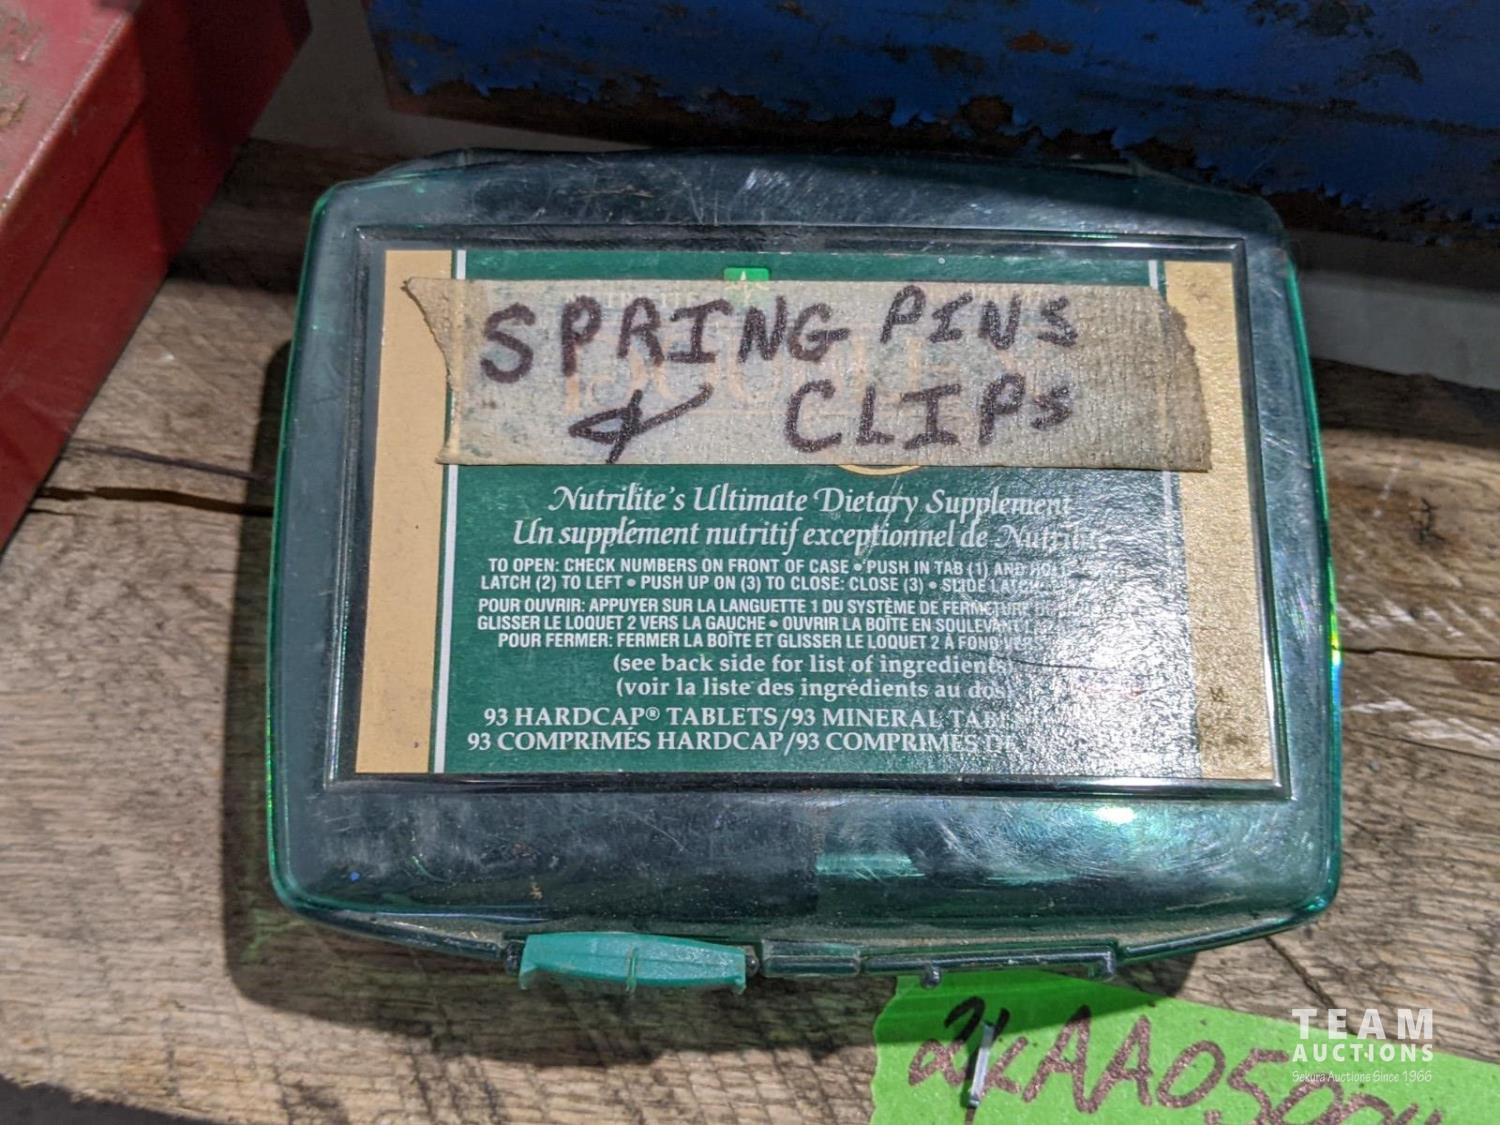 SPRING PINS
& CLIPS
Nutrilite's Ultimate Dietary Supplement
Un supplément nutritif exceptionnel de
TO OPEN: CHECK NUMBERS ON FRONT OF CASE • PUSH IN TAB (1) AND
LATCH (2) TO LEFT • PUSH UP ON (3) TO CLOSE: CLOSE (3) • SLIDE LATCH
POUR OUVRIR: APPUYER SUR LA LANGUETTE 1 DU SYSTÈME DE FERMETURE
GLISSER LE LOQUET 2 VERS LA GAUCHE • OUVRIR LA BOÎTE EN SOULEVANT
POUR FERMER: FERMER LA BOÎTE ET GLISSER LE LOQUET 2 À FOND
(see back side for list of ingredients)
(voir la liste des ingrédients au dos)
93 HARDCAP® TABLETS/93 MINERAL
93 COMPRIMÉS HARDCAP/93 COMPRIMÉS
TEAM
AUCTIONS
Sekura Auctions Since 1966